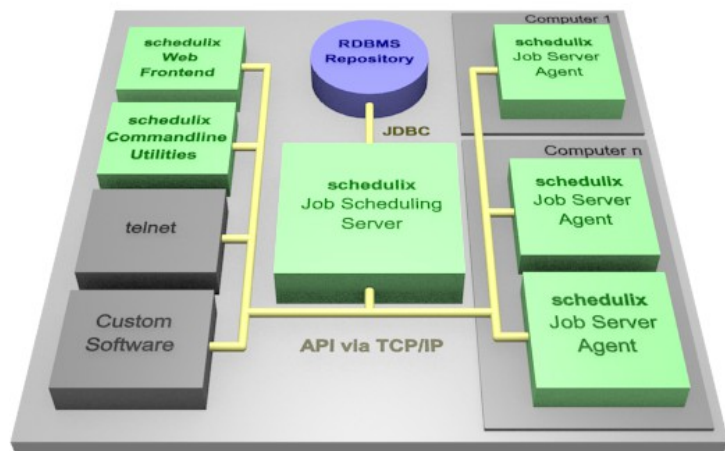 schedulix
Web
Frontend
schedulix
Commandline
Utilities
telnet
Custom
Software
RDBMS
Repository
JDBC
schedulix
Job Scheduling
Server
API via TCP/IP
Computer 1
schedulix
Job Server
Agent
Computer n
schedulix
Job Server
Agent
schedulix
Job Server
Agent